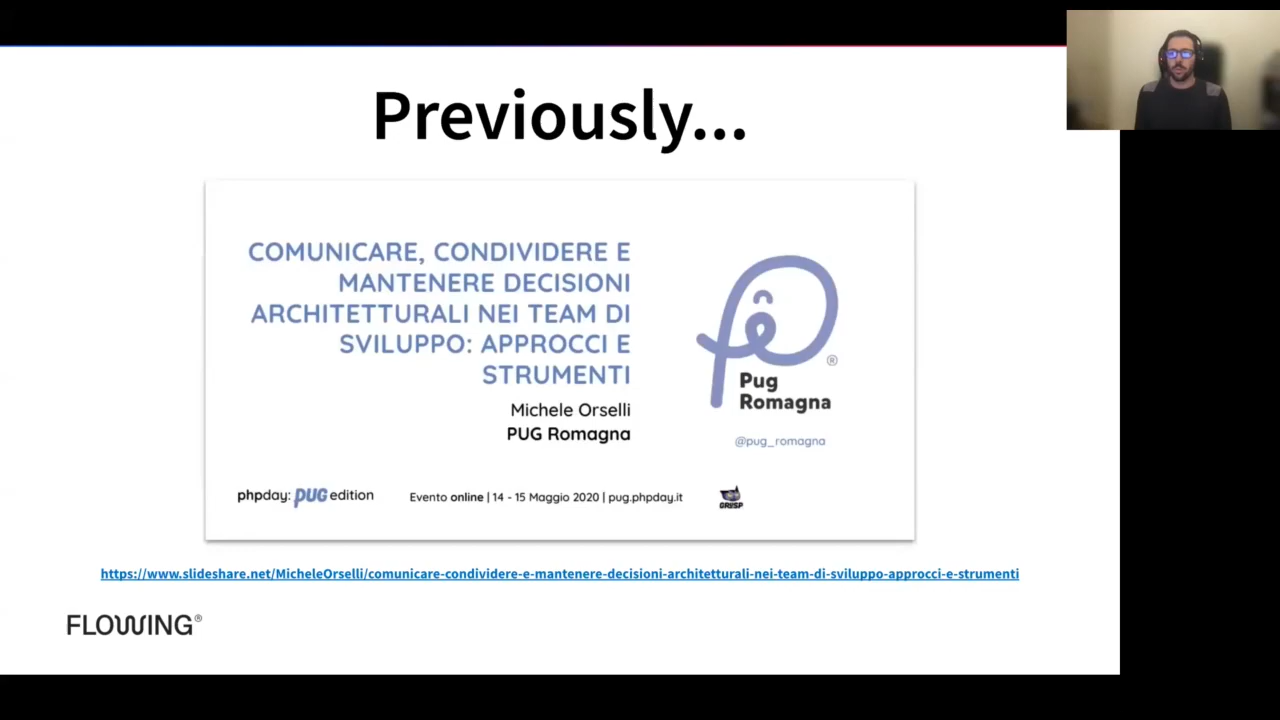 Previously...
COMUNICARE, CONDIVIDERE E
MANTENERE DECISIONI
ARCHITETTURALI NEI TEAM DI
SVILUPPO: APPROCCI E
STRUMENTI
Michele Orselli
PUG Romagna
®
Pug
Romagna
@pug_romagna
phpday: PUG edition
Evento online | 14 - 15 Maggio 2020 | pug.phpday.it
GRUSP
https://www.slideshare.net/MicheleOrselli/comunicare-condividere-e-mantenere-decisioni-architetturali-nei-team-di-sviluppo-approcci-e-strumenti
FLOWING®